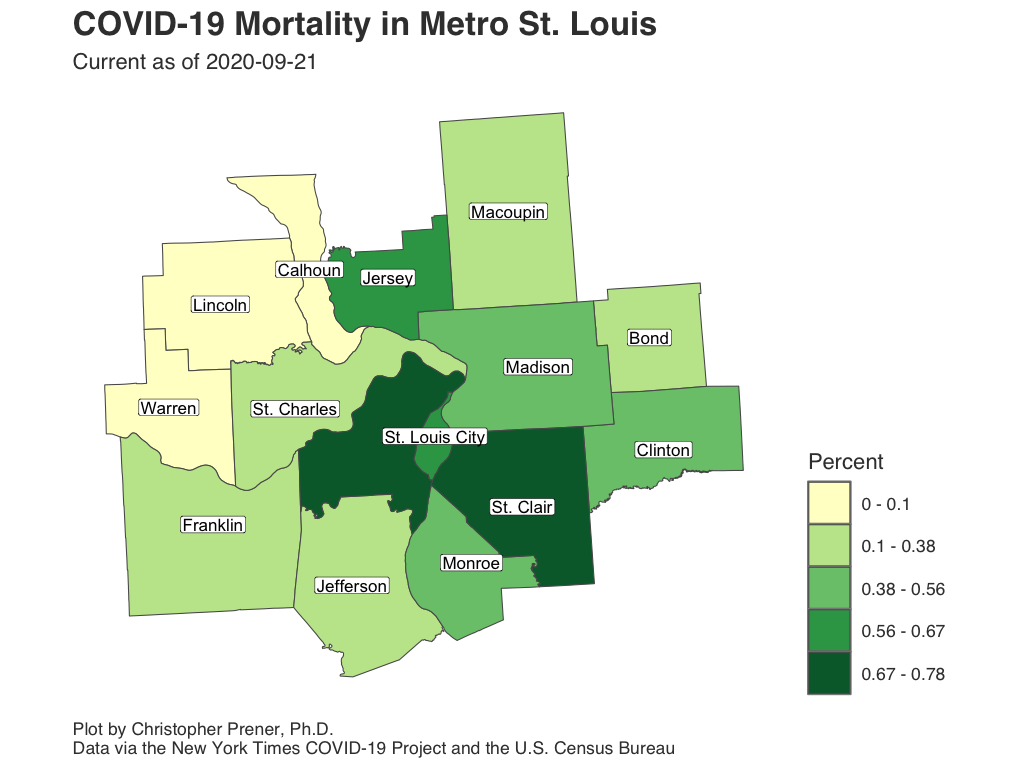 COVID-19 Mortality in Metro St. Louis
Current as of 2020-09-21
Macoupin
Calhoun
Jersey
Lincoln
Bond
Madison
Warren
St. Charles
St. Louis City
Clinton
St. Clair
Franklin
Monroe
Jefferson
Percent
0 - 0.1
0.1 - 0.38
0.38 - 0.56
0.56 - 0.67
0.67 - 0.78
Plot by Christopher Prener, Ph.D.
Data via the New York Times COVID-19 Project and the U.S. Census Bureau